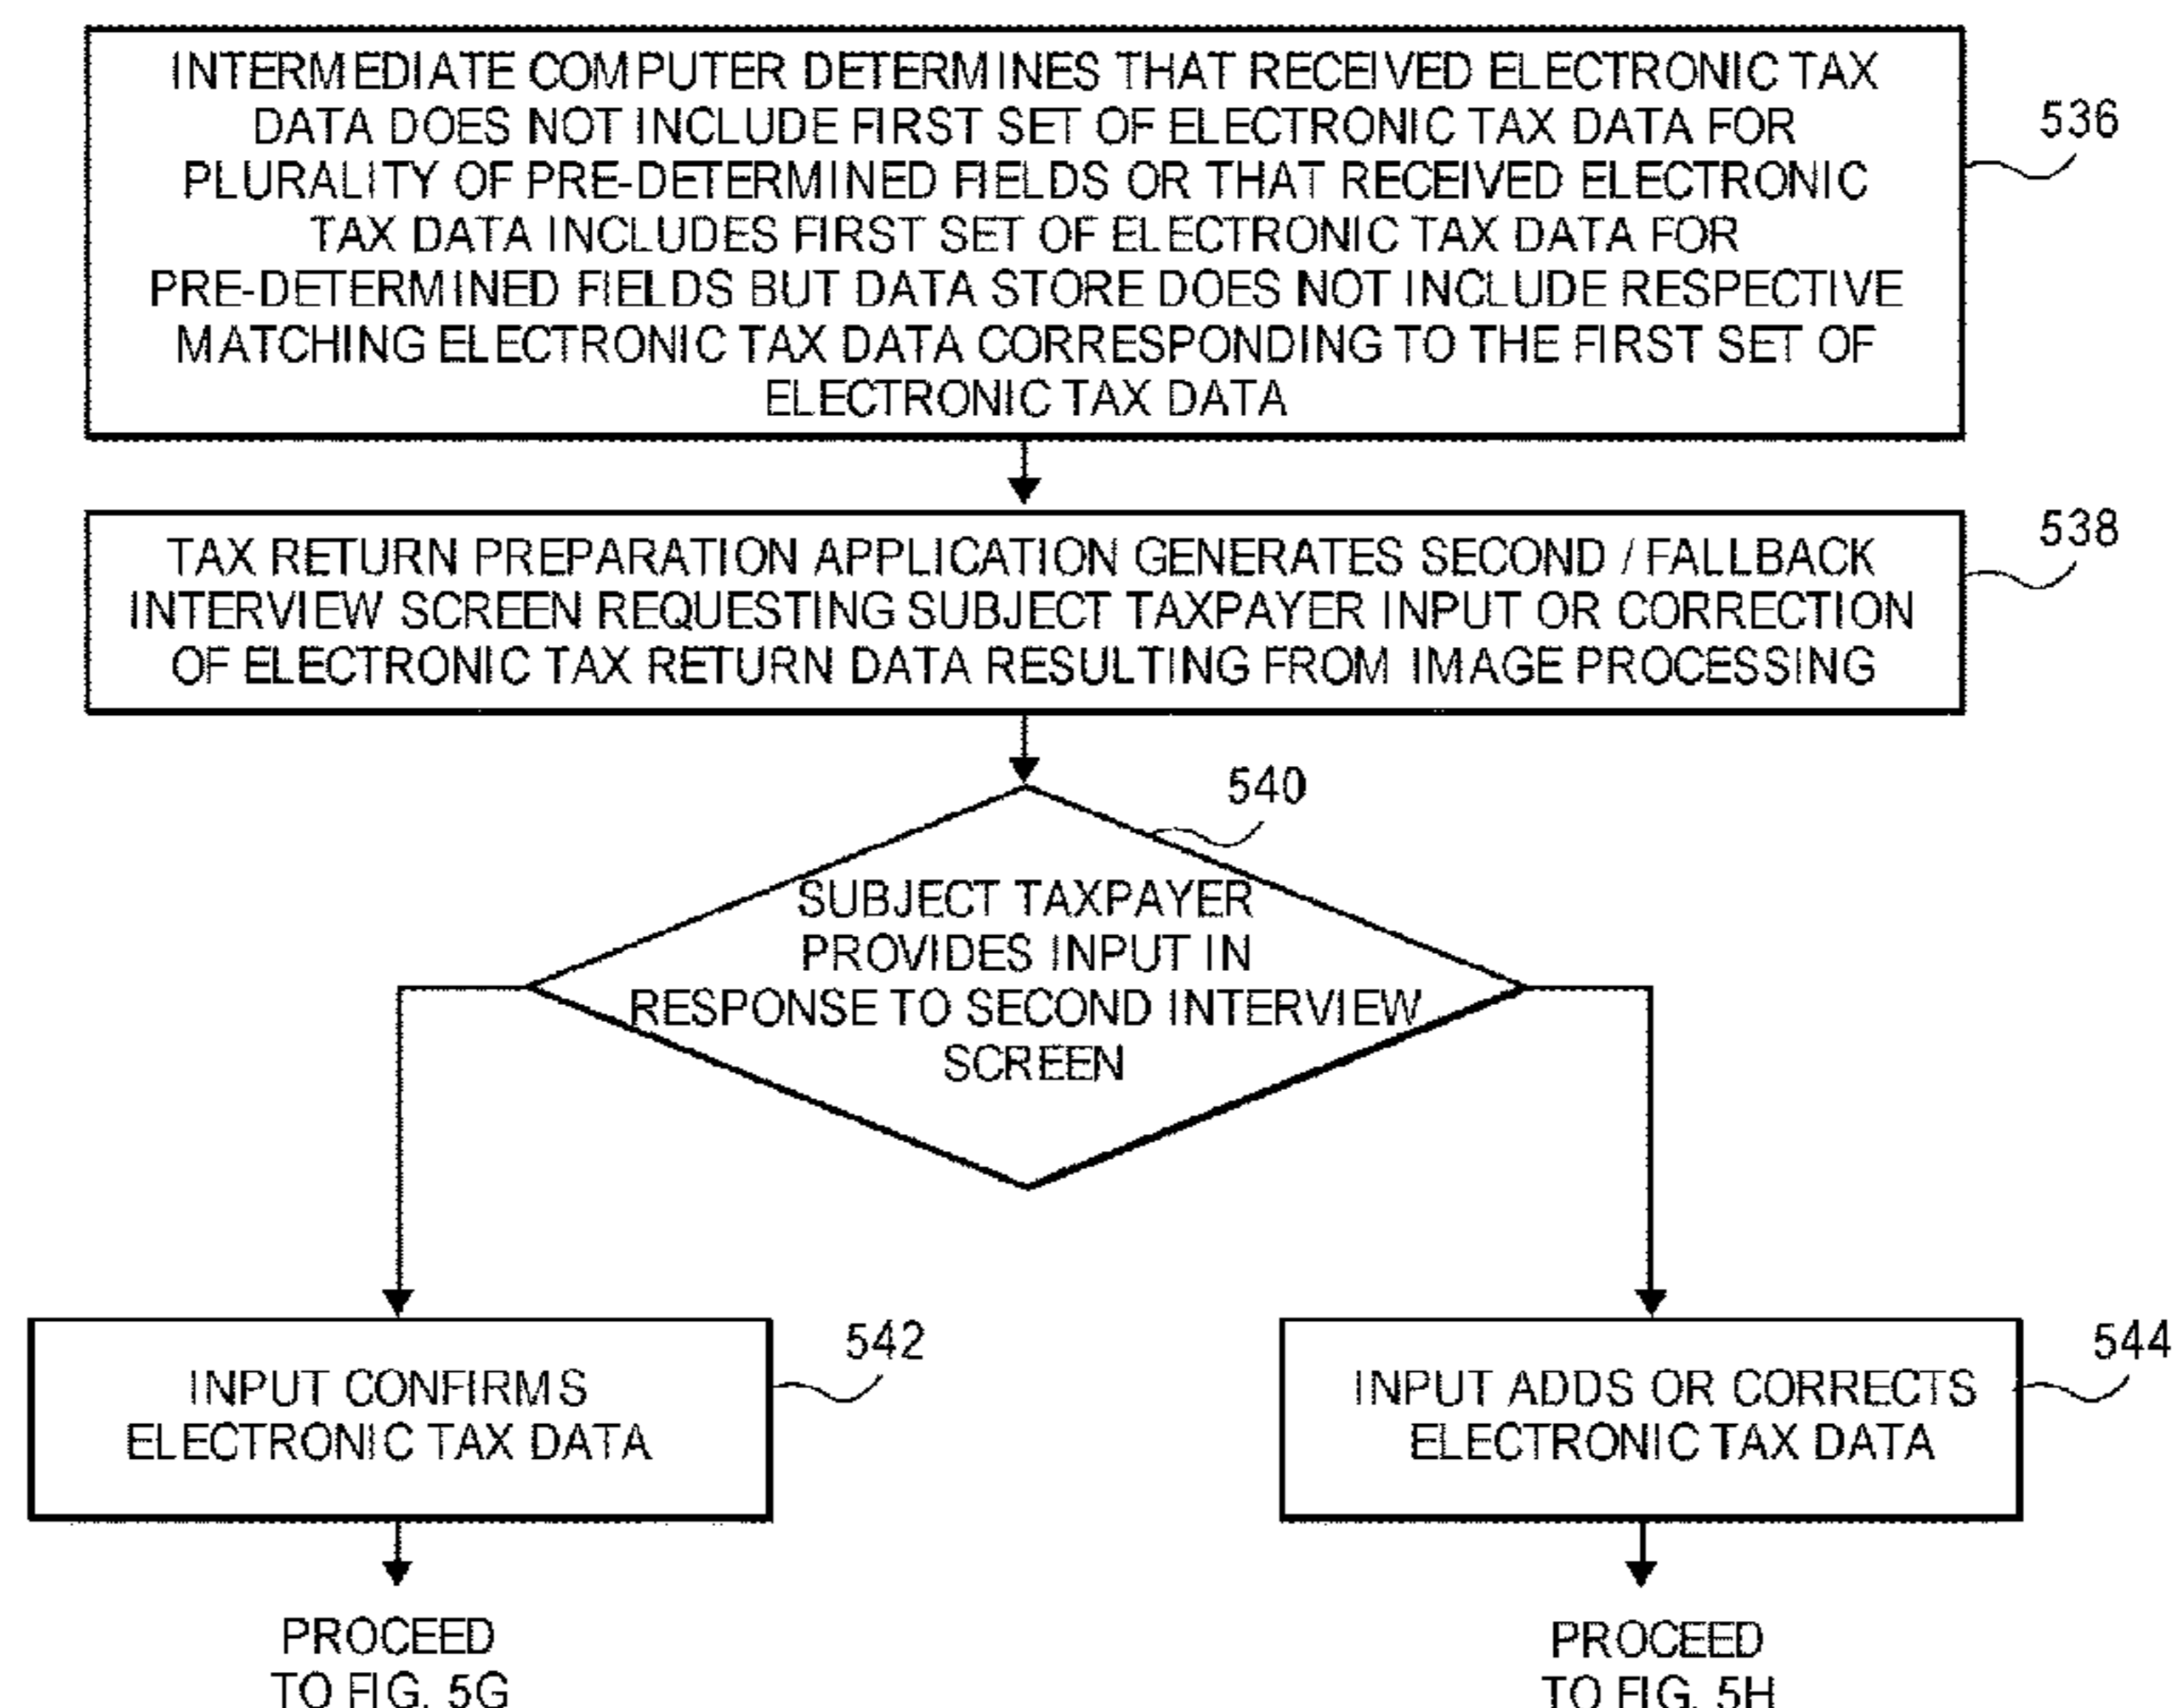 INTERMEDIATE COMPUTER DETERMINES THAT RECEIVED ELECTRONIC TAX
DATA DOES NOT INCLUDE FIRST SET OF ELECTRONIC TAX DATA FOR
PLURALITY OF PRE-DETERMINED FIELDS OR THAT RECEIVED ELECTRONIC
TAX DATA INCLUDES FIRST SET OF ELECTRONIC TAX DATA FOR
PRE-DETERMINED FIELDS BUT DATA STORE DOES NOT INCLUDE RESPECTIVE
MATCHING ELECTRONIC TAX DATA CORRESPONDING TO THE FIRST SET OF
ELECTRONIC TAX DATA
536
TAX RETURN PREPARATION APPLICATION GENERATES SECOND / FALLBACK
INTERVIEW SCREEN REQUESTING SUBJECT TAXPAYER INPUT OR CORRECTION
OF ELECTRONIC TAX RETURN DATA RESULTING FROM IMAGE PROCESSING
538
540
SUBJECT TAXPAYER
PROVIDES INPUT IN
RESPONSE TO SECOND INTERVIEW
SCREEN
INPUT CONFIRMS
ELECTRONIC TAX DATA
542
INPUT ADDS OR CORRECTS
ELECTRONIC TAX DATA
544
PROCEED
TO FIG. 5G
PROCEED
TO FIG. 5H